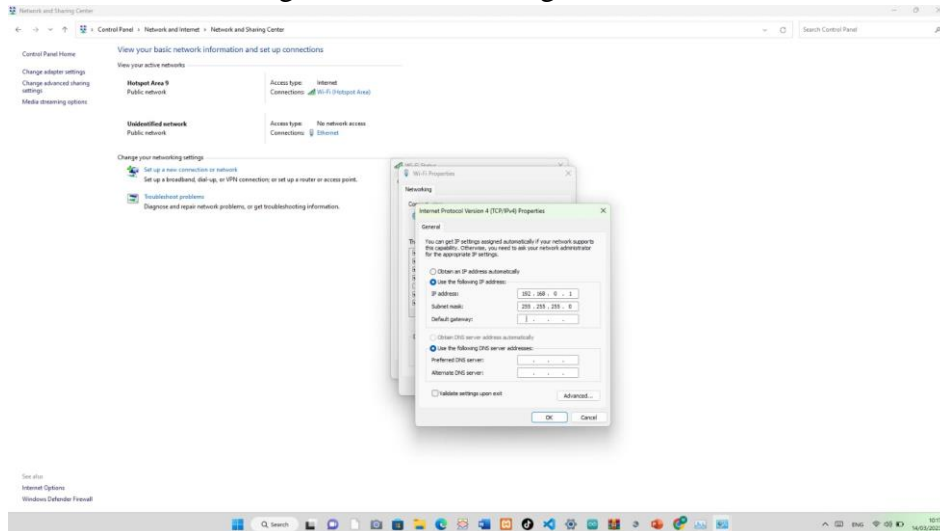 Network and Sharing Center
Control Panel > Network and Internet > Network and Sharing Center
Search Control Panel
Control Panel Home
Change adapter settings
Change advanced sharing
settings
Media streaming options
View your basic network information and set up connections
View your active networks
Hotspot Area 9
Public network
Access type: Internet
Connections: Wi-Fi (Hotspot Area)
Unidentified network
Public network
Access type: No network access
Connections: Ethernet
Change your networking settings
Set up a new connection or network
Set up a broadband, dial-up, or VPN connection; or set up a router or access point.
Troubleshoot problems
Diagnose and repair network problems, or get troubleshooting information.
Wi-Fi Status
Wi-Fi Properties
Networking
Internet Protocol Version 4 (TCP/IPv4) Properties
General
You can get IP settings assigned automatically if your network supports
this capability. Otherwise, you need to ask your network administrator
for the appropriate IP settings.
Obtain an IP address automatically
Use the following IP address:
IP address: 192 . 168 . 0 . 1
Subnet mask: 255 . 255 . 255 . 0
Default gateway: . . .
Obtain DNS server address automatically
Use the following DNS server addresses:
Preferred DNS server: . . .
Alternate DNS server: . . .
Validate settings upon exit
Advanced...
OK Cancel
See also
Internet Options
Windows Defender Firewall
Search
ENG